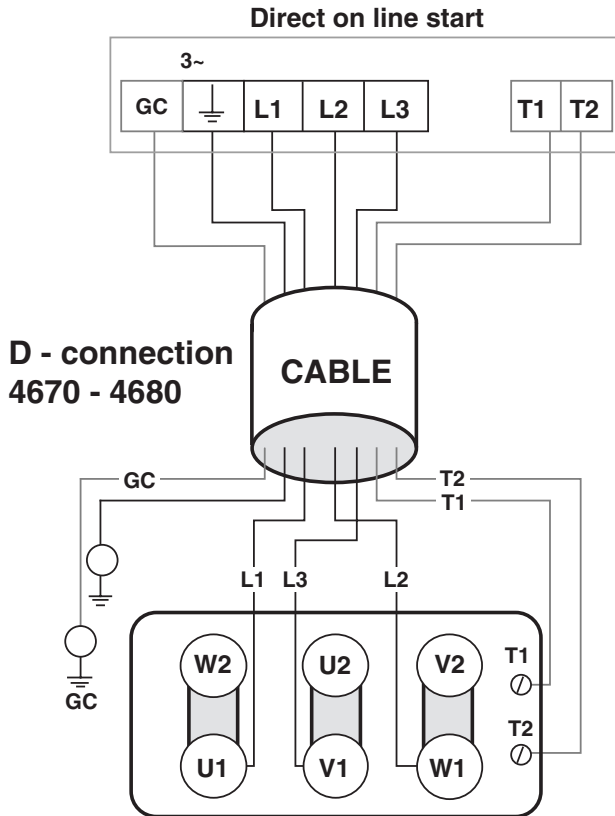 Direct on line start
3~
GC L1 L2 L3 T1 T2
D - connection
4670 - 4680
CABLE
GC T2
T1
L1 L3 L2
W2 U2 V2 T1
GC
T2
U1 V1 W1